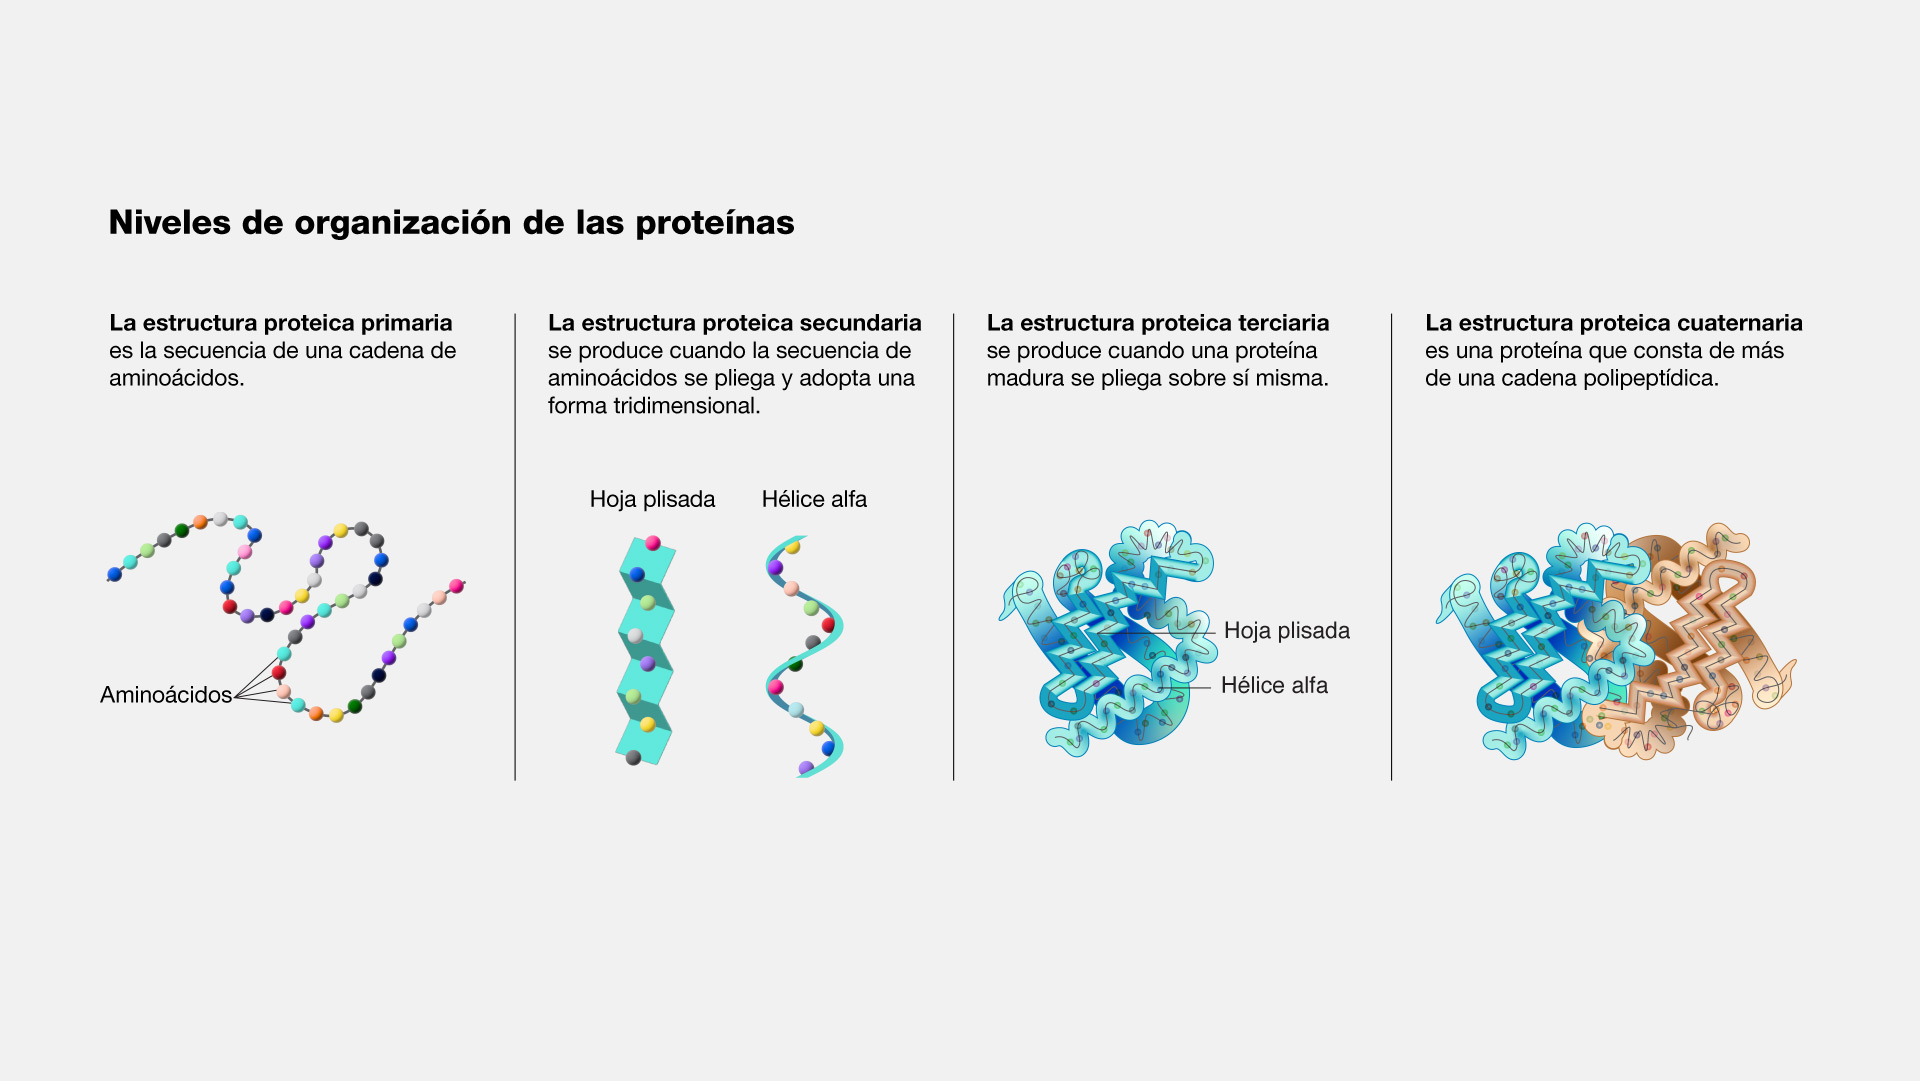 Niveles de organización de las proteínas
La estructura proteica primaria
es la secuencia de una cadena de
aminoácidos.
Aminoácidos
La estructura proteica secundaria
se produce cuando la secuencia de
aminoácidos se pliega y adopta una
forma tridimensional.
Hoja plisada
Hélice alfa
La estructura proteica terciaria
se produce cuando una proteína
madura se pliega sobre sí misma.
Hoja plisada
Hélice alfa
La estructura proteica cuaternaria
es una proteína que consta de más
de una cadena polipeptídica.